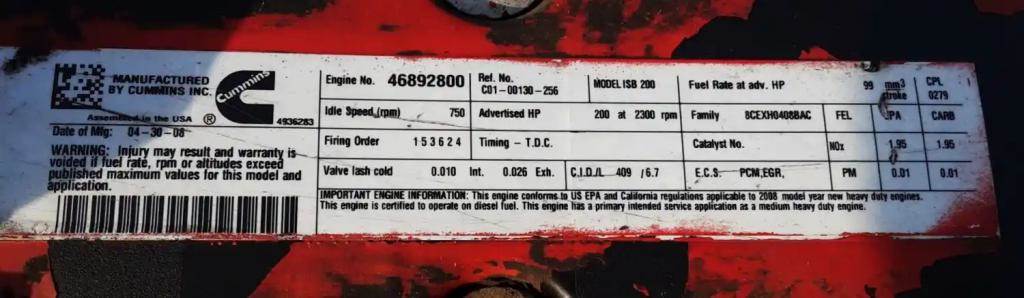 MANUFACTURED
BY CUMMINS INC.
Cummins
Assembled in the USA ®
4936283
Date of Mfg: 04-30-08
WARNING: Injury may result and warranty is
voided if fuel rate, rpm or altitudes exceed
published maximum values for this model and
application.
Engine No. 46892800 Ref. No. C01-00130-256 MODEL ISB 200 Fuel Rate at adv. HP 99 mm3 stroke CPL 0279
Idle Speed (rpm) 750 Advertised HP 200 at 2300 rpm Family 8CEXH0408BAC FEL EPA CARB
Firing Order 153624 Timing - T.D.C. Catalyst No. NOx 1.95 1.95
Valve lash cold 0.010 Int. 0.026 Exh. C.I.D./L 409 /6.7 E.C.S. PCM,EGR, PM 0.01 0.01
IMPORTANT ENGINE INFORMATION: This engine conforms to US EPA and California regulations applicable to 2008 model year new heavy duty engines.
This engine is certified to operate on diesel fuel. This engine has a primary intended service application as a medium heavy duty engine.